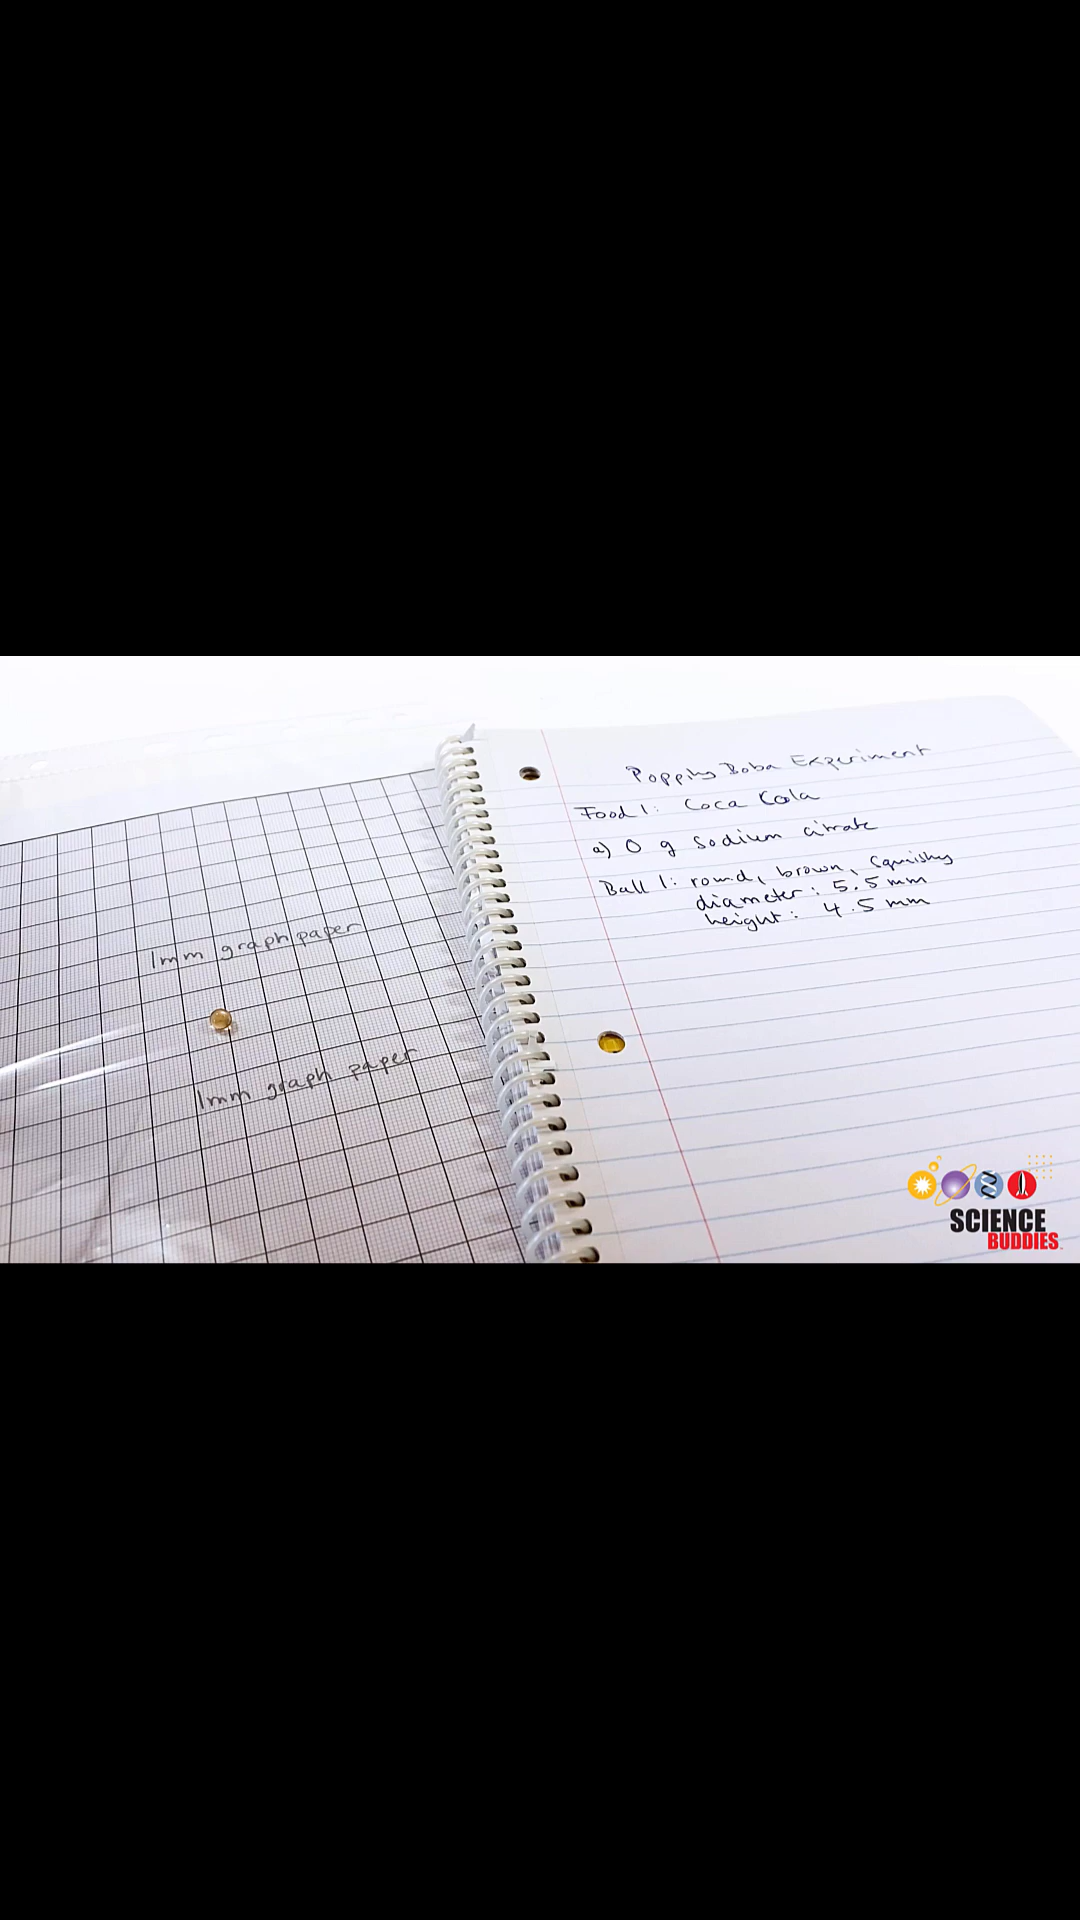 1mm graph paper
1mm graph paper
Popping Boba Experiment
Food 1: Coca Cola
a) 0 g sodium citrate
Ball 1: round, brown, squishy
diameter: 5.5 mm
height: 4.5 mm
SCIENCE
BUDDIES